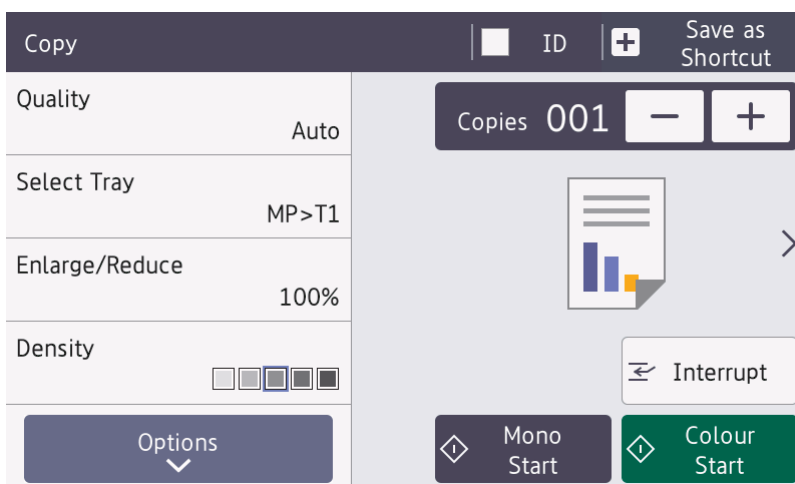 Copy
ID
Save as
Shortcut
Quality
Auto
Copies 001
Select Tray
MP>T1
Enlarge/Reduce
100%
Density
Interrupt
Options
Mono
Start
Colour
Start